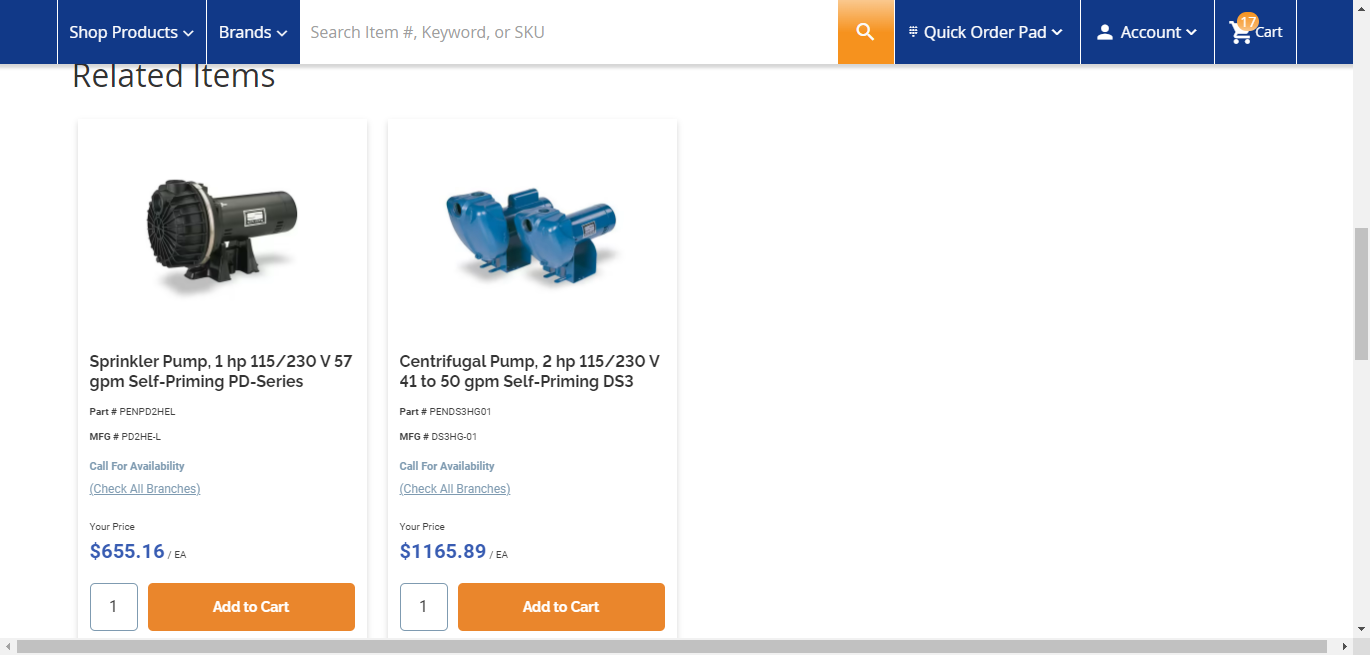 Shop Products
Brands
Search Item #, Keyword, or SKU
Quick Order Pad
Account
17
Cart
Related Items
Sprinkler Pump, 1 hp 115/230 V 57
gpm Self-Priming PD-Series
Part # PENPD2HEL
MFG # PD2HE-L
Call For Availability
(Check All Branches)
Your Price
$655.16 / EA
1
Add to Cart
Centrifugal Pump, 2 hp 115/230 V
41 to 50 gpm Self-Priming DS3
Part # PENDS3HG01
MFG # DS3HG-01
Call For Availability
(Check All Branches)
Your Price
$1165.89 / EA
1
Add to Cart